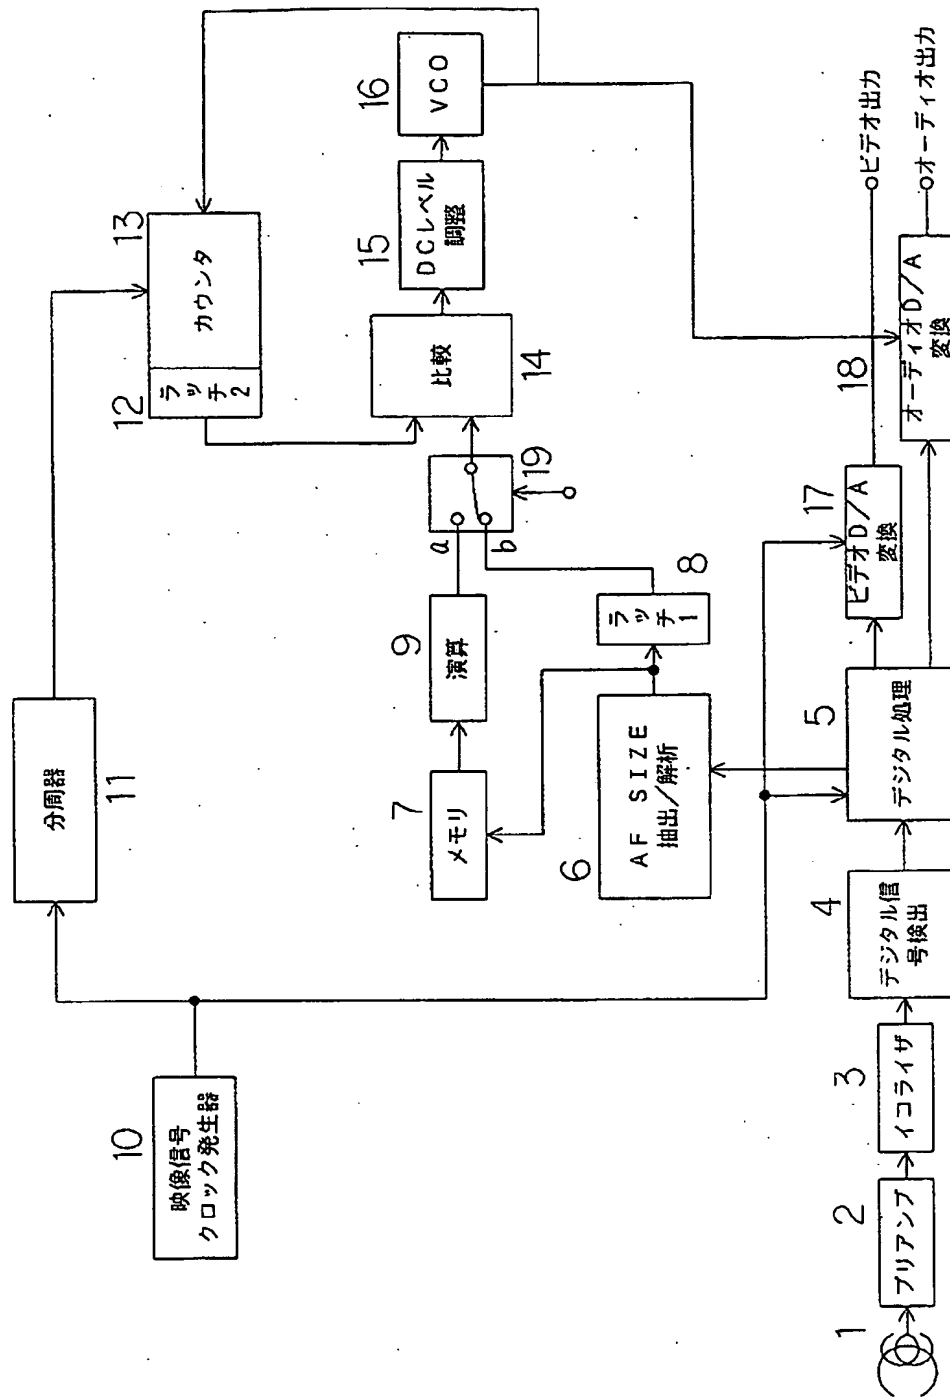 1
2
プリアンプ
3
イコライザ
4
デジタル信
号検出
5
デジタル処理
6
AF SIZE
抽出/解析
7
メモリ
8
ラッチ
1
9
演算
a
b
19
10
映像信号
クロック発生器
11
分周器
12
ラッチ
2
13
カウンタ
14
比較
15
DCレベル
調整
16
VCO
17
ビデオD/A
変換
ビデオ出力
18
オーディオD/A
変換
オーディオ出力